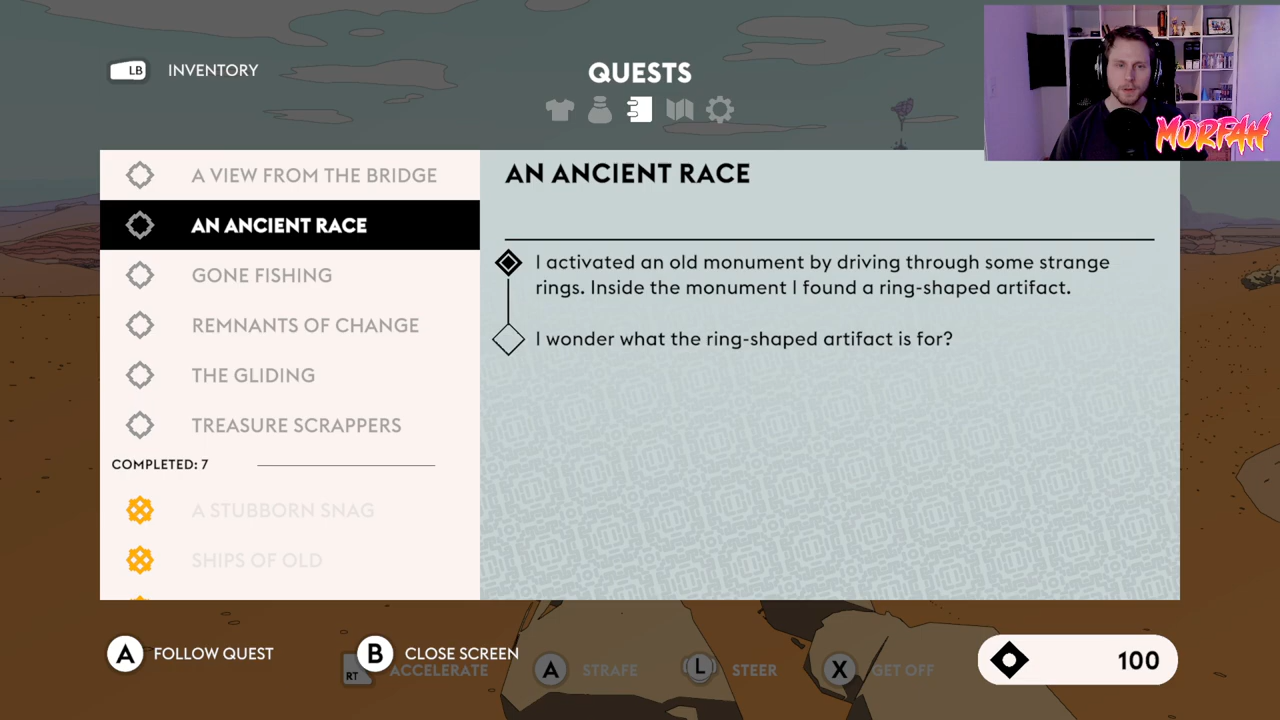 LB INVENTORY
QUESTS
MORFAH
A VIEW FROM THE BRIDGE
AN ANCIENT RACE
GONE FISHING
REMNANTS OF CHANGE
THE GLIDING
TREASURE SCRAPPERS
COMPLETED: 7
A STUBBORN SNAG
SHIPS OF OLD
AN ANCIENT RACE
I activated an old monument by driving through some strange
rings. Inside the monument I found a ring-shaped artifact.
I wonder what the ring-shaped artifact is for?
A FOLLOW QUEST
B CLOSE SCREEN
RT ACCELERATE
A STRAFE
L STEER
X GET OFF
100